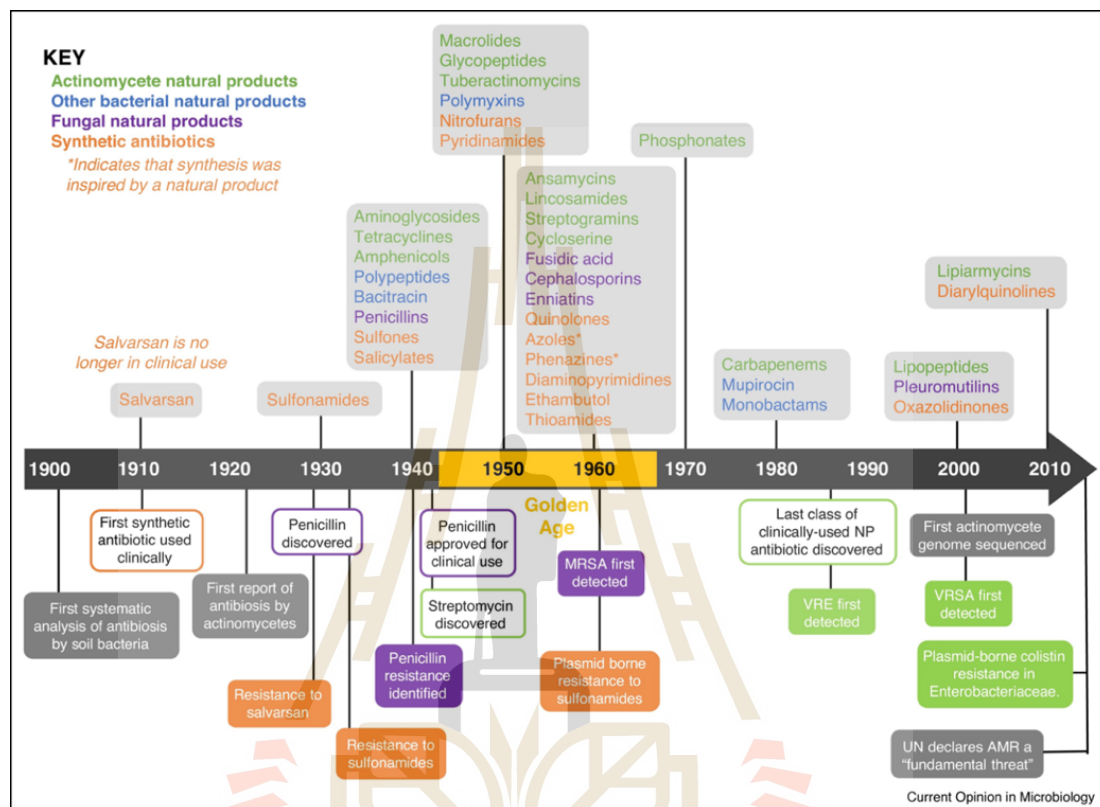 KEY
Actinomycete natural products
Other bacterial natural products
Fungal natural products
Synthetic antibiotics
*Indicates that synthesis was
inspired by a natural product
Salvarsan is no
longer in clinical use
Salvarsan
Sulfonamides
Aminoglycosides
Tetracyclines
Amphenicols
Polypeptides
Bacitracin
Penicillins
Sulfones
Salicylates
Macrolides
Glycopeptides
Tuberactinomycins
Polymyxins
Nitrofurans
Pyridinamides
Ansamycins
Lincosamides
Streptogramins
Cycloserine
Fusidic acid
Cephalosporins
Enniatins
Quinolones
Azoles*
Phenazines*
Diaminopyrimidines
Ethambutol
Thioamides
Phosphonates
Carbapenems
Mupirocin
Monobactams
Lipopeptides
Pleuromutilins
Oxazolidinones
Lipiarmycins
Diarylquinolines
1900 1910 1920 1930 1940 1950 1960 1970 1980 1990 2000 2010
Golden
Age
First systematic
analysis of antibiosis
by soil bacteria
First synthetic
antibiotic used
clinically
First report of
antibiosis by
actinomycetes
Penicillin
discovered
Resistance to
salvarsan
Resistance to
sulfonamides
Penicillin
resistance
identified
Penicillin
approved for
clinical use
Streptomycin
discovered
MRSA first
detected
Plasmid borne
resistance to
sulfonamides
Last class of
clinically-used NP
antibiotic discovered
VRE first
detected
First actinomycete
genome sequenced
VRSA first
detected
Plasmid-borne colistin
resistance in
Enterobacteriaceae.
UN declares AMR a
“fundamental threat”
Current Opinion in Microbiology